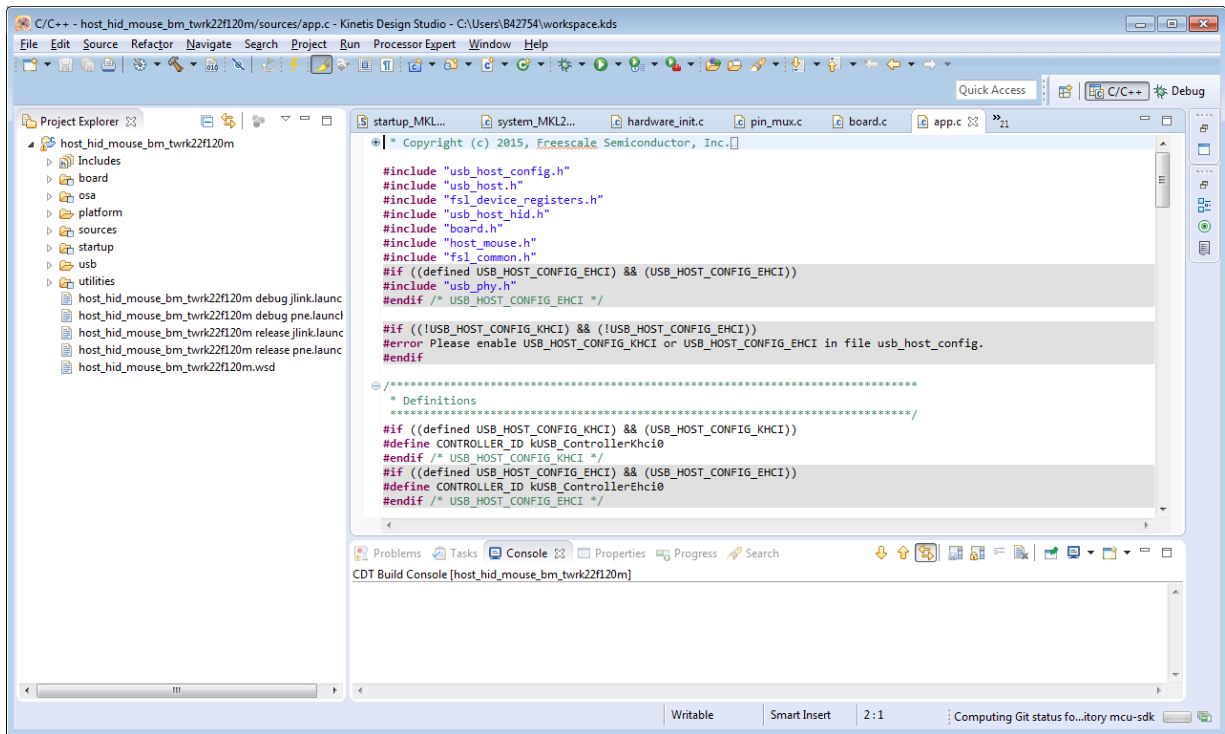 C/C++ - host_hid_mouse_bm_twrk22f120m/sources/app.c - Kinetis Design Studio - C:\Users\B42754\workspace.kds
File Edit Source Refactor Navigate Search Project Run Processor Expert Window Help
Quick Access
C/C++
Debug
Project Explorer
host_hid_mouse_bm_twrk22f120m
Includes
board
osa
platform
sources
startup
usb
utilities
host_hid_mouse_bm_twrk22f120m debug jlink.launc
host_hid_mouse_bm_twrk22f120m debug pne.launcl
host_hid_mouse_bm_twrk22f120m release jlink.launc
host_hid_mouse_bm_twrk22f120m release pne.launc
host_hid_mouse_bm_twrk22f120m.wsd
startup_MKL... system_MKL2... hardware_init.c pin_mux.c board.c app.c »21
* Copyright (c) 2015, Freescale Semiconductor, Inc.
#include "usb_host_config.h"
#include "usb_host.h"
#include "fsl_device_registers.h"
#include "usb_host_hid.h"
#include "board.h"
#include "host_mouse.h"
#include "fsl_common.h"
#if ((defined USB_HOST_CONFIG_EHCI) && (USB_HOST_CONFIG_EHCI))
#include "usb_phy.h"
#endif /* USB_HOST_CONFIG_EHCI */
#if ((!USB_HOST_CONFIG_KHCI) && (!USB_HOST_CONFIG_EHCI))
#error Please enable USB_HOST_CONFIG_KHCI or USB_HOST_CONFIG_EHCI in file usb_host_config.
#endif
/*******************************************************************************
* Definitions
******************************************************************************/
#if ((defined USB_HOST_CONFIG_KHCI) && (USB_HOST_CONFIG_KHCI))
#define CONTROLLER_ID kUSB_ControllerKhci0
#endif /* USB_HOST_CONFIG_KHCI */
#if ((defined USB_HOST_CONFIG_EHCI) && (USB_HOST_CONFIG_EHCI))
#define CONTROLLER_ID kUSB_ControllerEhci0
#endif /* USB_HOST_CONFIG_EHCI */
Problems Tasks Console Properties Progress Search
CDT Build Console [host_hid_mouse_bm_twrk22f120m]
Writable Smart Insert 2 : 1 Computing Git status fo...itory mcu-sdk